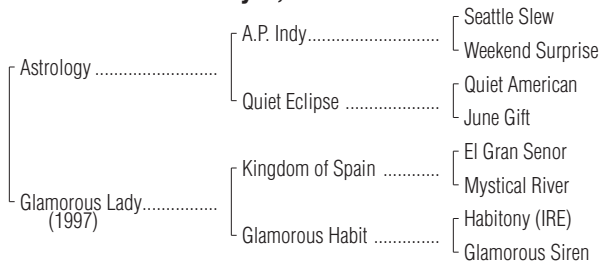 Seattle Slew
A.P. Indy..............................
Weekend Surprise
Astrology ............................
Quiet American
Quiet Eclipse ......................
June Gift
El Gran Senor
Kingdom of Spain .............
Mystical River
Glamorous Lady.................
(1997)
Habitony (IRE)
Glamorous Habit ...............
Glamorous Siren